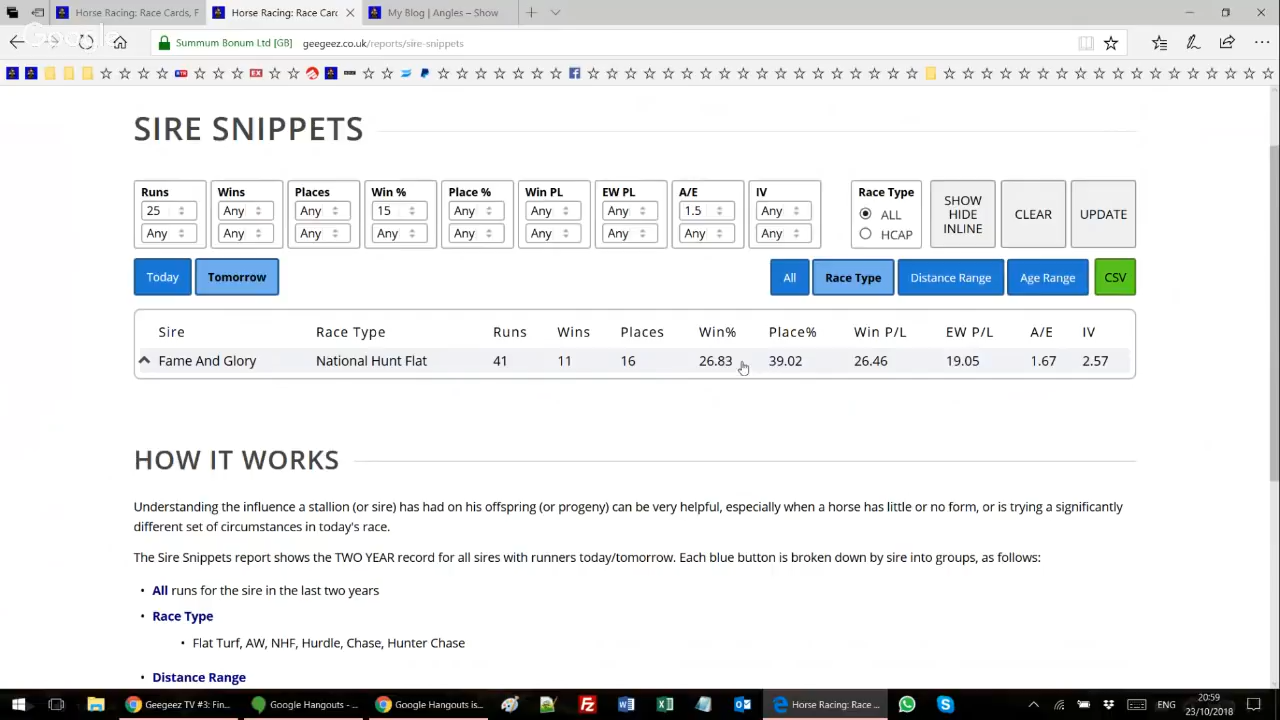 Horse Racing: Race Cards, F
Horse Racing: Race Car
My Blog | Angles – Show
Google
Summum Bonum Ltd [GB] geegeez.co.uk/reports/sire-snippets
SIRE SNIPPETS
Runs Wins Places Win % Place % Win PL EW PL A/E IV Race Type
25 Any Any 15 Any Any Any 1.5 Any ALL
Any Any Any Any Any Any Any Any Any HCAP
SHOW HIDE INLINE
CLEAR
UPDATE
Today Tomorrow All Race Type Distance Range Age Range CSV
Sire Race Type Runs Wins Places Win% Place% Win P/L EW P/L A/E IV
Fame And Glory National Hunt Flat 41 11 16 26.83 39.02 26.46 19.05 1.67 2.57
HOW IT WORKS
Understanding the influence a stallion (or sire) has had on his offspring (or progeny) can be very helpful, especially when a horse has little or no form, or is trying a significantly
different set of circumstances in today's race.
The Sire Snippets report shows the TWO YEAR record for all sires with runners today/tomorrow. Each blue button is broken down by sire into groups, as follows:
• All runs for the sire in the last two years
• Race Type
• Flat Turf, AW, NHF, Hurdle, Chase, Hunter Chase
• Distance Range
Geegeez TV #3: Fin...
Google Hangouts - ...
Google Hangouts is...
Horse Racing: Race ...
ENG
20:59
23/10/2018